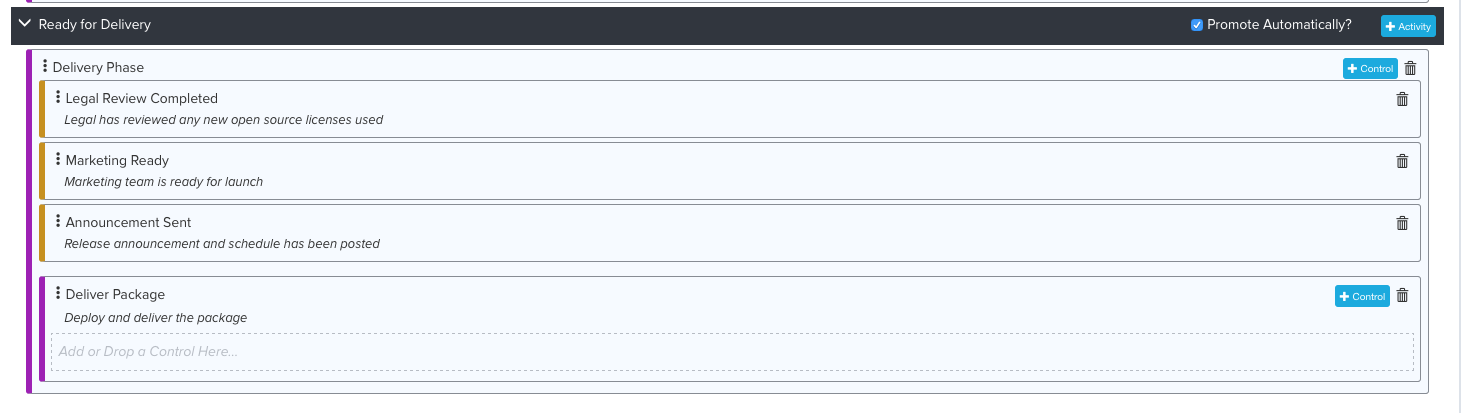 Ready for Delivery
Promote Automatically?
+ Activity
Delivery Phase
+ Control
Legal Review Completed
Legal has reviewed any new open source licenses used
Marketing Ready
Marketing team is ready for launch
Announcement Sent
Release announcement and schedule has been posted
Deliver Package
+ Control
Deploy and deliver the package
Add or Drop a Control Here...